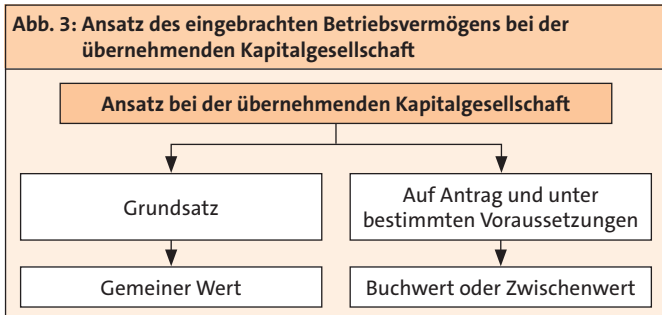 Abb. 3: Ansatz des eingebrachten Betriebsvermögens bei der
übernehmenden Kapitalgesellschaft
Ansatz bei der übernehmenden Kapitalgesellschaft
Grundsatz
Auf Antrag und unter
bestimmten Voraussetzungen
Gemeiner Wert
Buchwert oder Zwischenwert